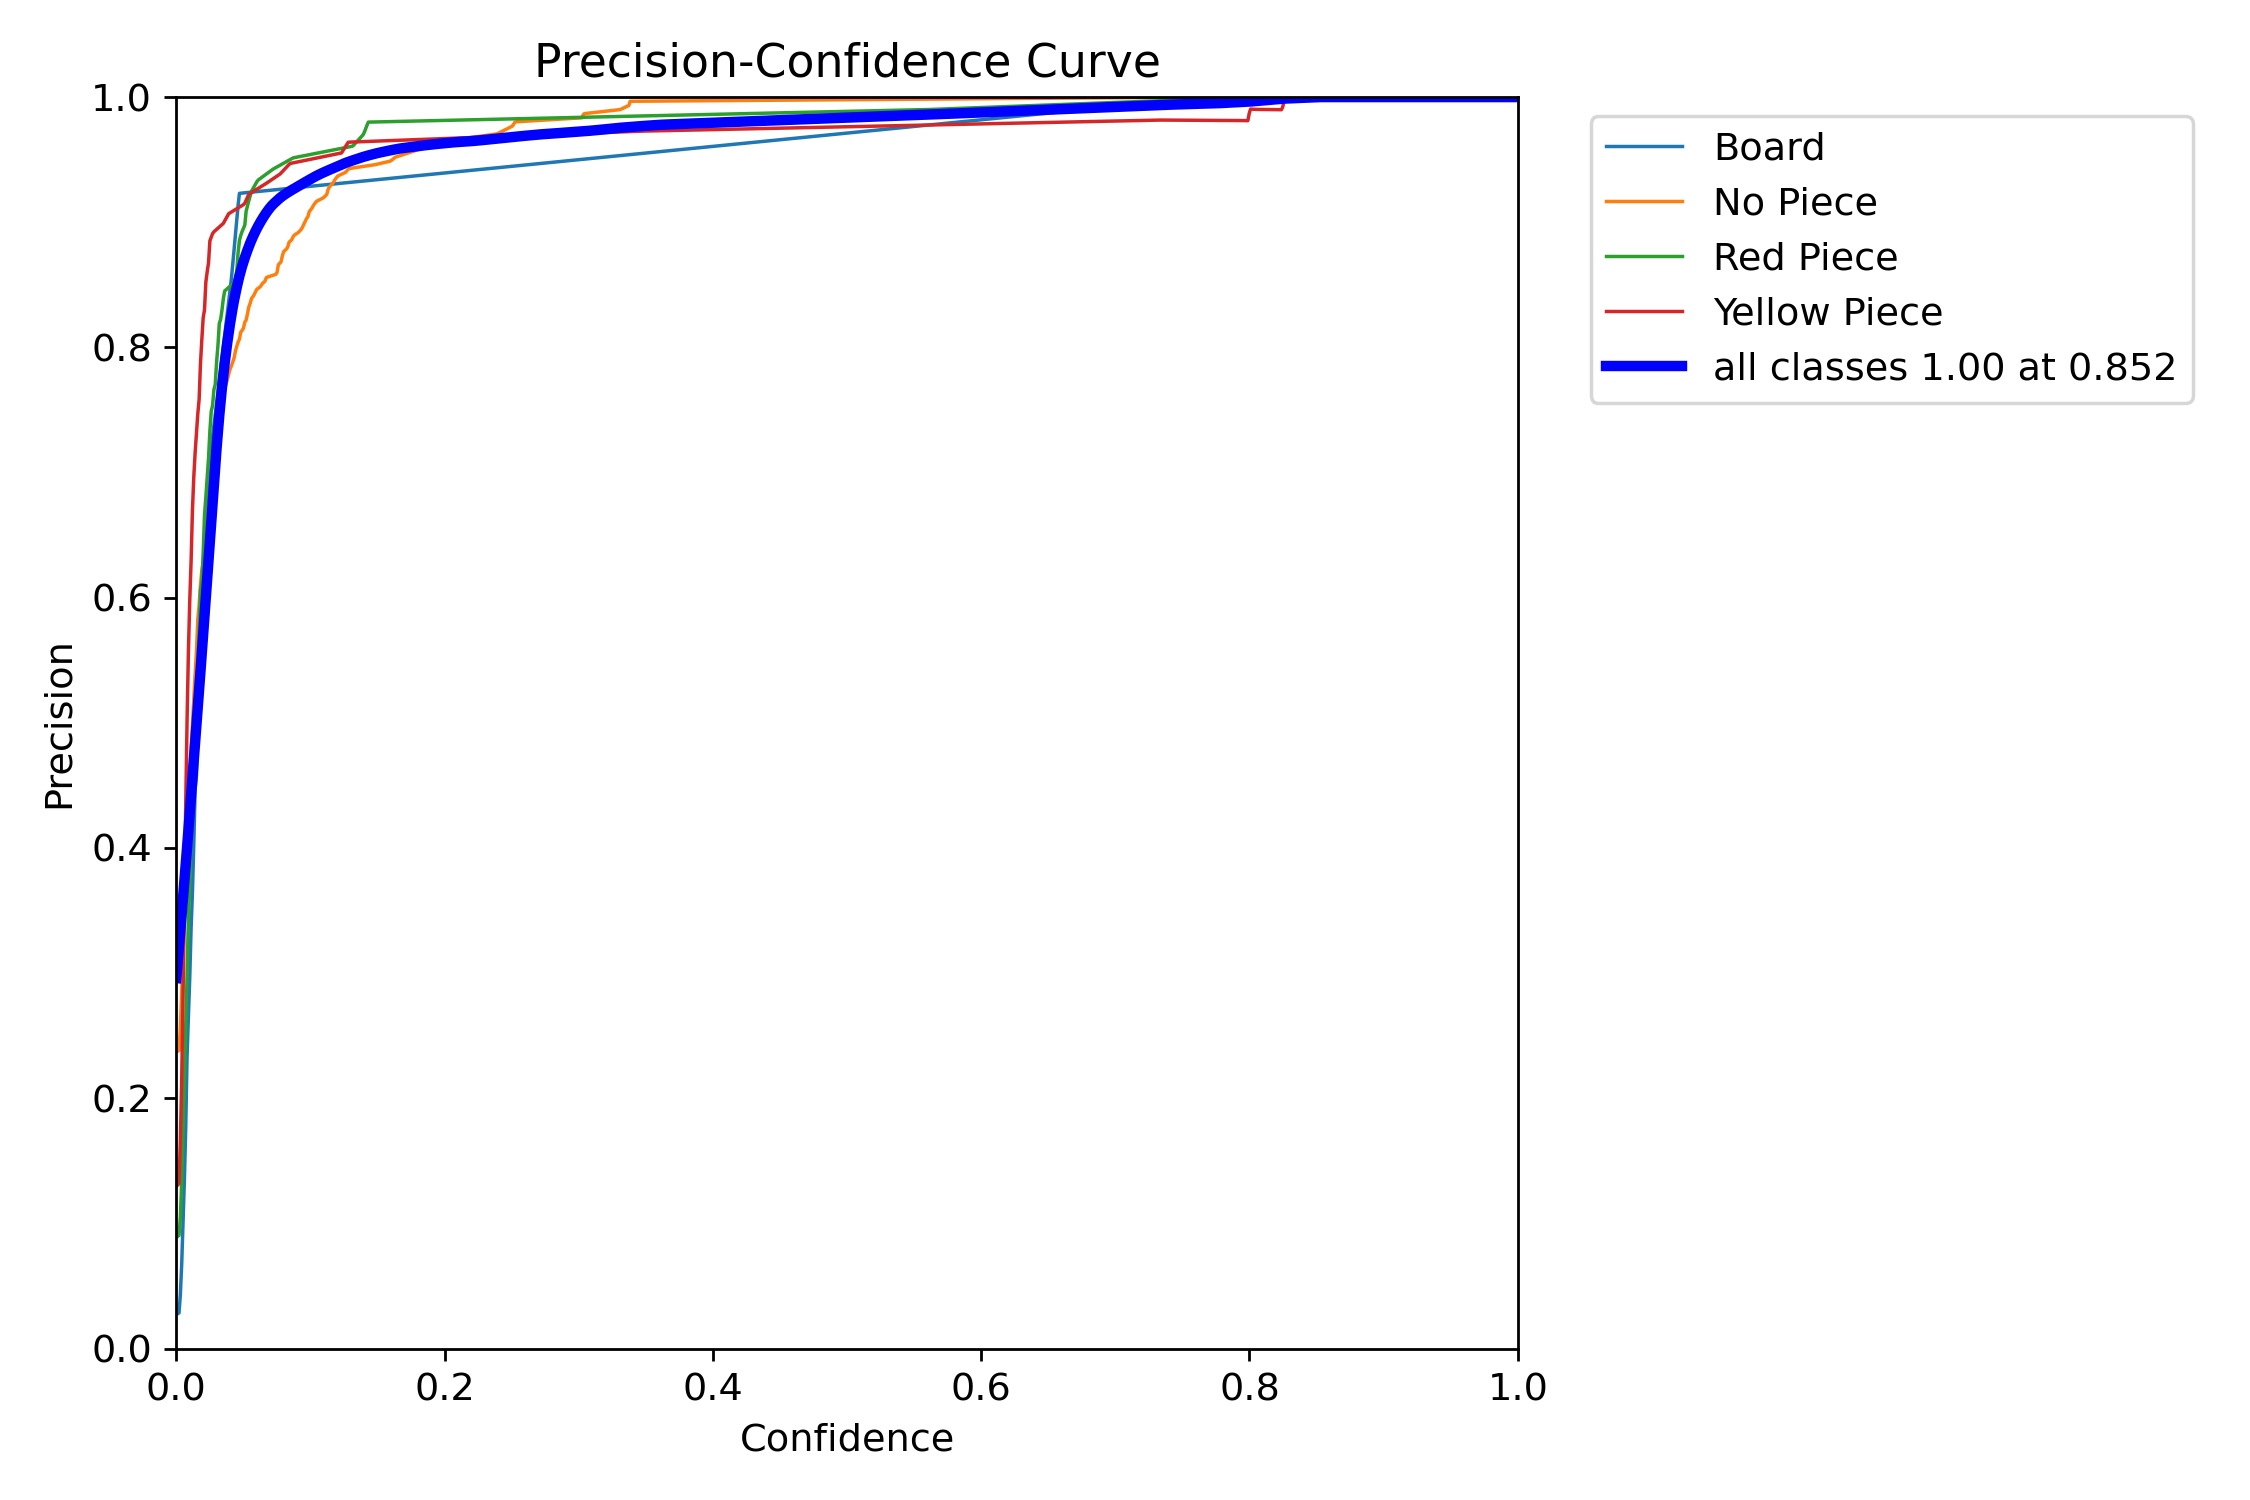 Precision-Confidence Curve
1.0
0.8
0.6
0.4
0.2
0.0
Precision
0.0 0.2 0.4 0.6 0.8 1.0
Confidence
Board
No Piece
Red Piece
Yellow Piece
all classes 1.00 at 0.852